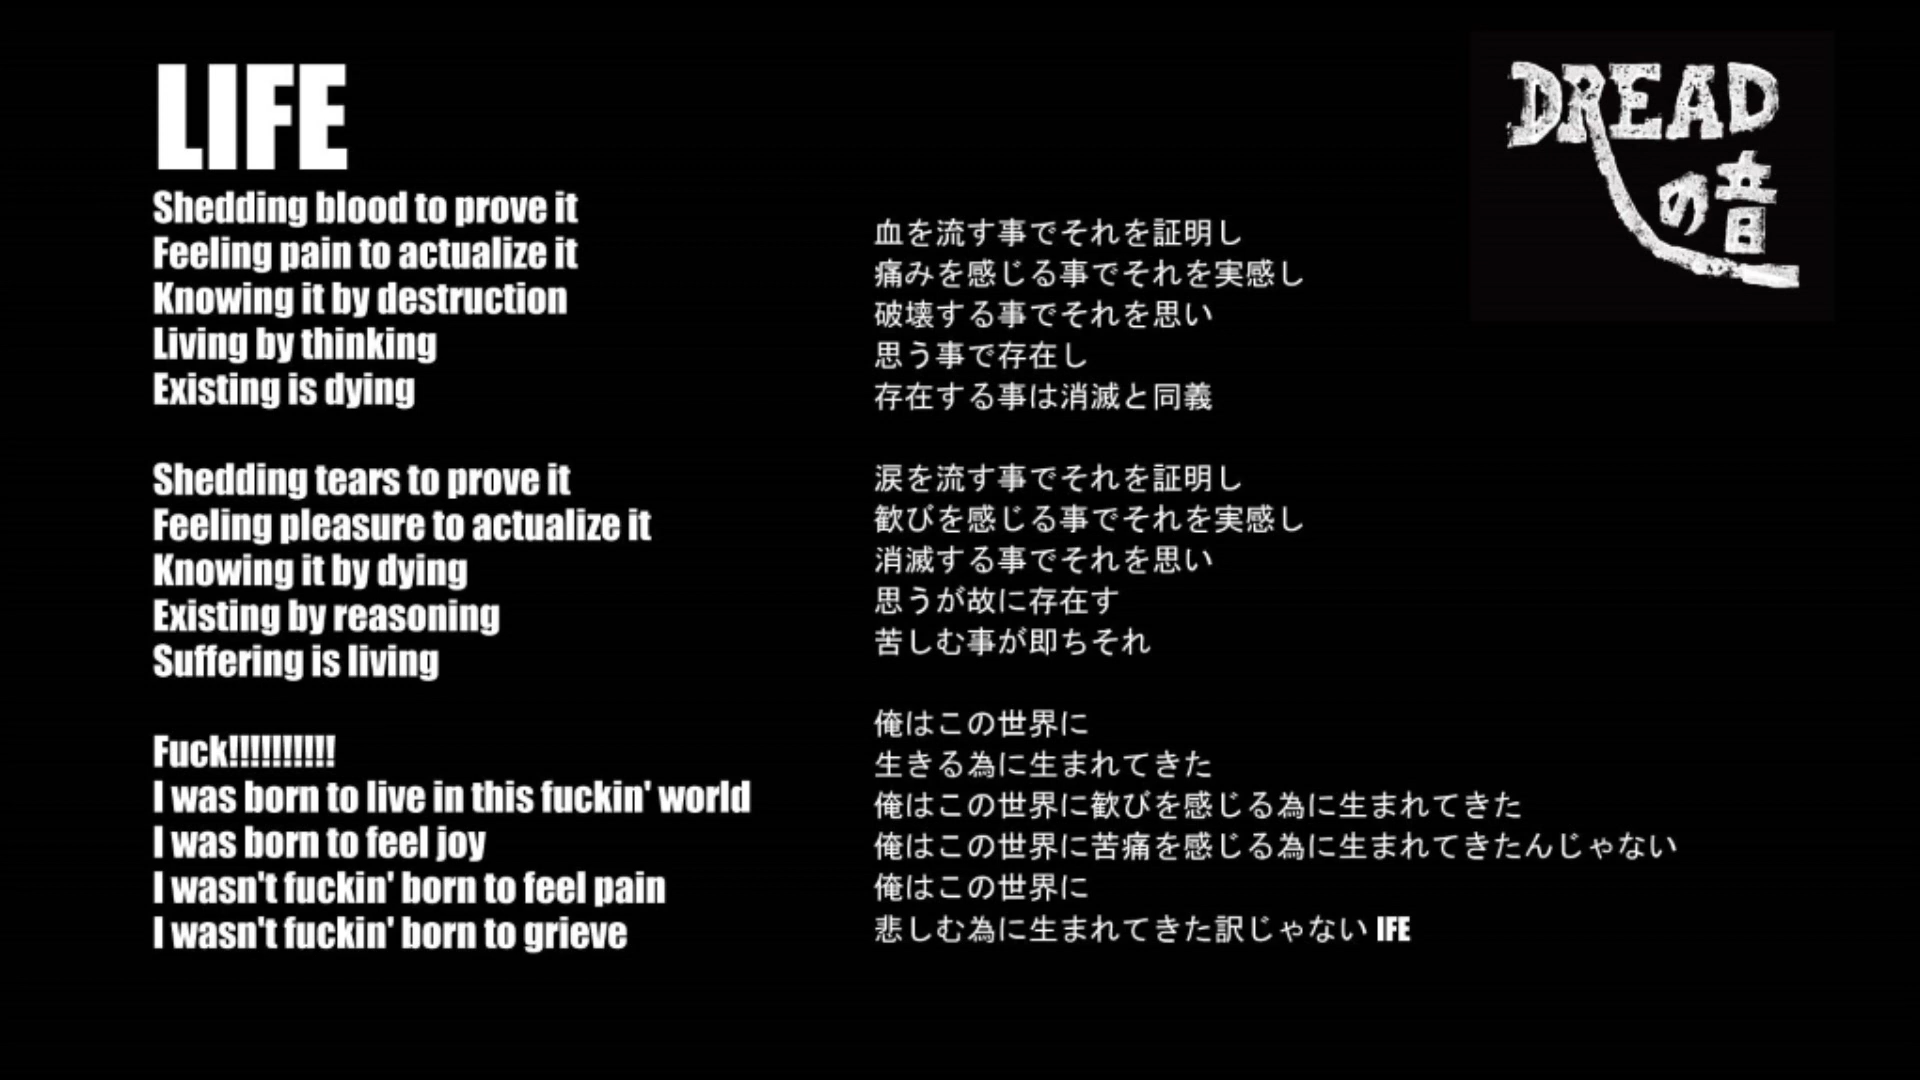 LIFE
Shedding blood to prove it
Feeling pain to actualize it
Knowing it by destruction
Living by thinking
Existing is dying
Shedding tears to prove it
Feeling pleasure to actualize it
Knowing it by dying
Existing by reasoning
Suffering is living
Fuck!!!!!!!!!!
I was born to live in this fuckin' world
I was born to feel joy
I wasn't fuckin' born to feel pain
I wasn't fuckin' born to grieve
血を流す事でそれを証明し
痛みを感じる事でそれを実感し
破壊する事でそれを思い
思う事で存在し
存在する事は消滅と同義
涙を流す事でそれを証明し
歓びを感じる事でそれを実感し
消滅する事でそれを思い
思うが故に存在す
苦しむ事が即ちそれ
俺はこの世界に
生きる為に生まれてきた
俺はこの世界に歓びを感じる為に生まれてきた
俺はこの世界に苦痛を感じる為に生まれてきたんじゃない
俺はこの世界に
悲しむ為に生まれてきた訳じゃない IFE
DREAD
の音